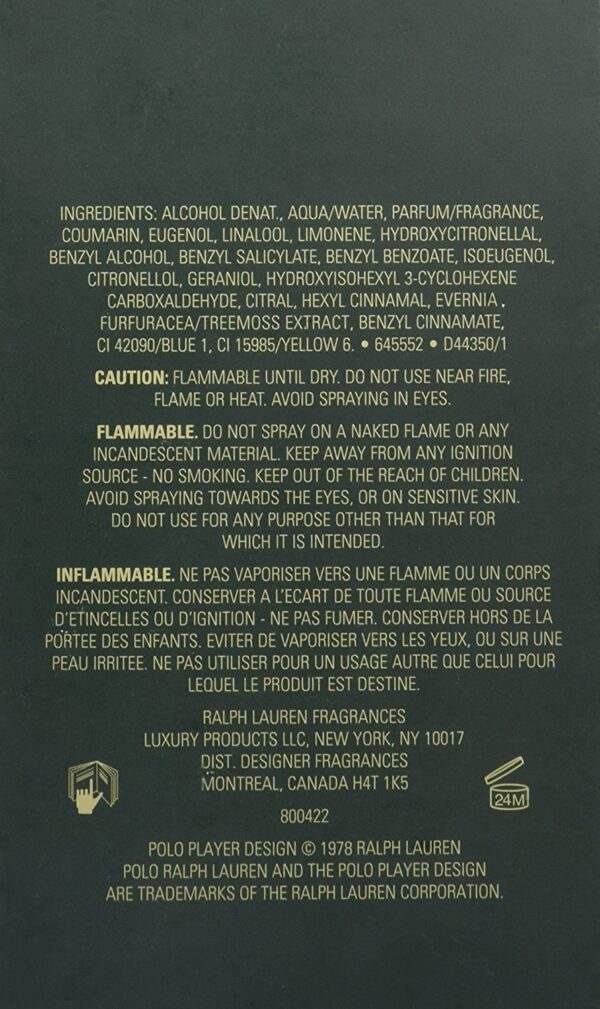 INGREDIENTS: ALCOHOL DENAT., AQUA/WATER, PARFUM/FRAGRANCE,
COUMARIN, EUGENOL, LINALOOL, LIMONENE, HYDROXYCITRONELLAL,
BENZYL ALCOHOL, BENZYL SALICYLATE, BENZYL BENZOATE, ISOEUGENOL,
CITRONELLOL, GERANIOL, HYDROXYISOHEXYL 3-CYCLOHEXENE
CARBOXALDEHYDE, CITRAL, HEXYL CINNAMAL, EVERNIA .
FURFURACEA/TREEMOSS EXTRACT, BENZYL CINNAMATE,
CI 42090/BLUE 1, CI 15985/YELLOW 6. • 645552 • D44350/1
CAUTION: FLAMMABLE UNTIL DRY. DO NOT USE NEAR FIRE,
FLAME OR HEAT. AVOID SPRAYING IN EYES.
FLAMMABLE. DO NOT SPRAY ON A NAKED FLAME OR ANY
INCANDESCENT MATERIAL. KEEP AWAY FROM ANY IGNITION
SOURCE - NO SMOKING. KEEP OUT OF THE REACH OF CHILDREN.
AVOID SPRAYING TOWARDS THE EYES, OR ON SENSITIVE SKIN.
DO NOT USE FOR ANY PURPOSE OTHER THAN THAT FOR
WHICH IT IS INTENDED.
INFLAMMABLE. NE PAS VAPORISER VERS UNE FLAMME OU UN CORPS
INCANDESCENT. CONSERVER A L'ECART DE TOUTE FLAMME OU SOURCE
D'ETINCELLES OU D'IGNITION - NE PAS FUMER. CONSERVER HORS DE LA
PORTEE DES ENFANTS. EVITER DE VAPORISER VERS LES YEUX, OU SUR UNE
PEAU IRRITEE. NE PAS UTILISER POUR UN USAGE AUTRE QUE CELUI POUR
LEQUEL LE PRODUIT EST DESTINE.
RALPH LAUREN FRAGRANCES
LUXURY PRODUCTS LLC, NEW YORK, NY 10017
DIST. DESIGNER FRAGRANCES
MONTREAL, CANADA H4T 1K5
24M
800422
POLO PLAYER DESIGN © 1978 RALPH LAUREN
POLO RALPH LAUREN AND THE POLO PLAYER DESIGN
ARE TRADEMARKS OF THE RALPH LAUREN CORPORATION.